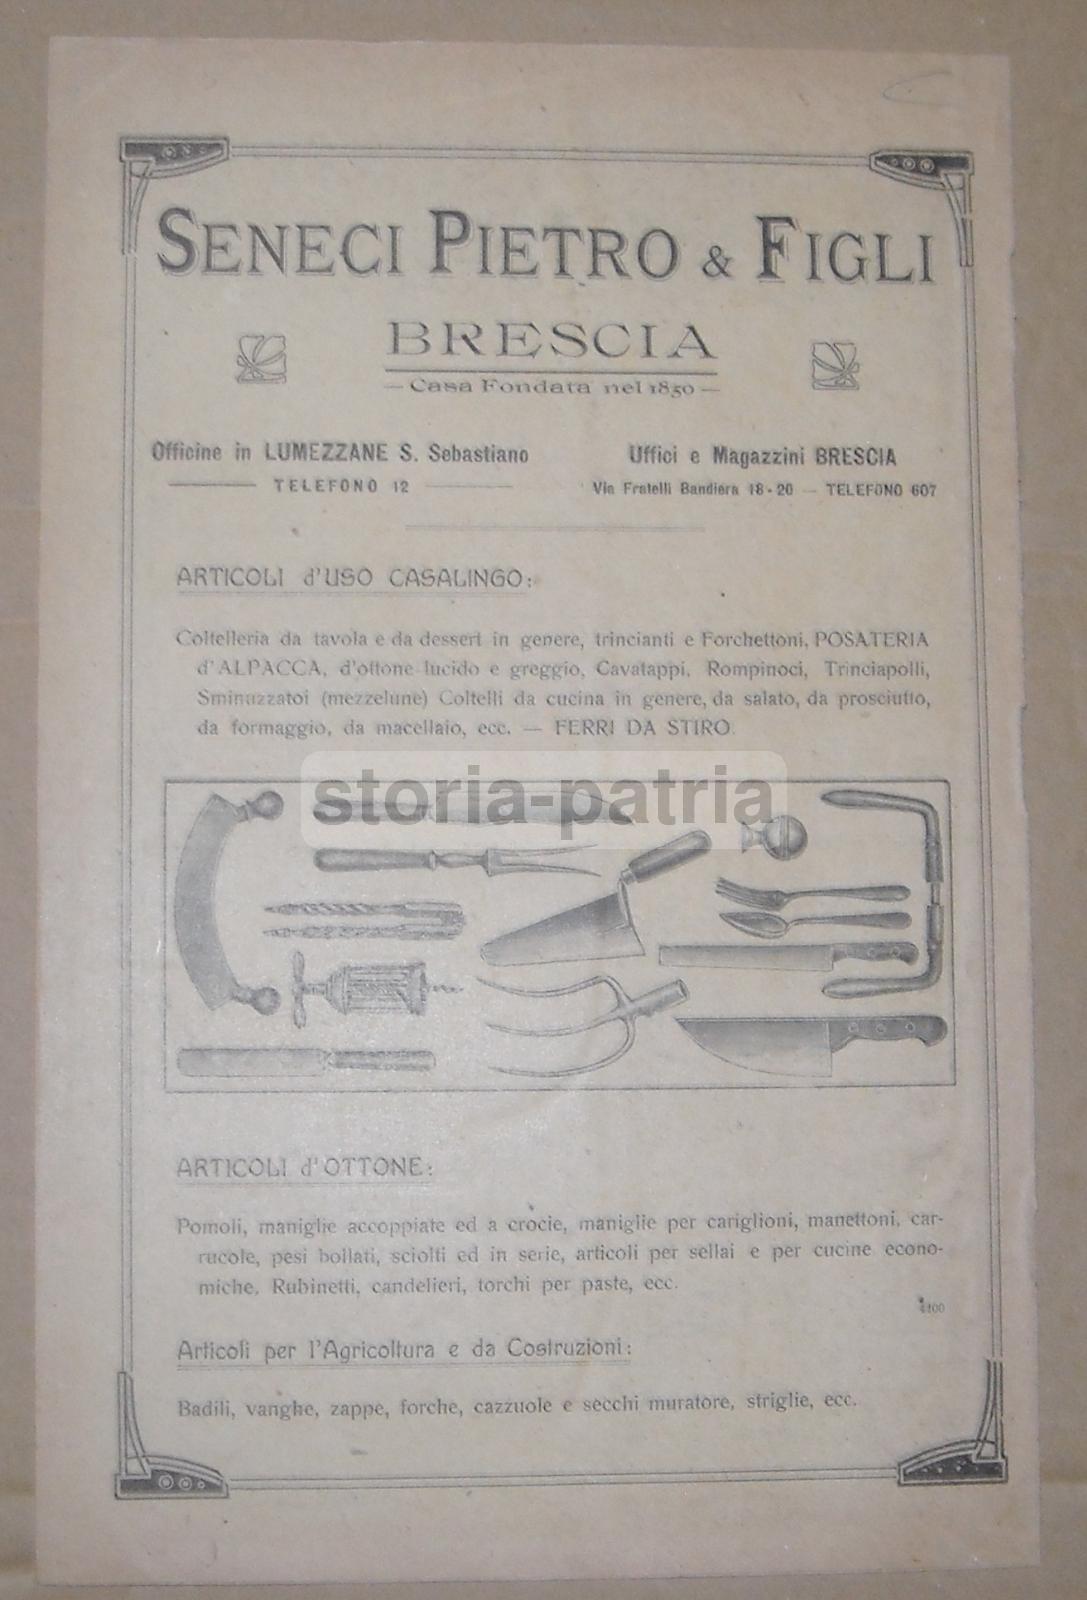 SENECI PIETRO & FIGLI
BRESCIA
— Casa Fondata nel 1850 —
Officine in LUMEZZANE S. Sebastiano
TELEFONO 12
Uffici e Magazzini BRESCIA
Via Fratelli Bandiera 18-20 — TELEFONO 607
ARTICOLI d'USO CASALINGO:
Coltelleria da tavola e da dessert in genere, trincianti e Forchettoni, POSATERIA
d'ALPACCA, d'ottone lucido e greggio, Cavatappi, Rompinoci, Trinciapolli,
Sminuzzatoi (mezzelune) Coltelli da cucina in genere, da salato, da prosciutto,
da formaggio, da macellaio, ecc. — FERRI DA STIRO.
storia-patria
ARTICOLI d'OTTONE:
Pomoli, maniglie accoppiate ed a crocie, maniglie per cariglioni, manettoni, car-
rucole, pesi bollati, sciolti ed in serie, articoli per sellai e per cucine econo-
miche. Rubinetti, candelieri, torchi per paste, ecc.
Articoli per l'Agricoltura e da Costruzioni:
Badili, vanghe, zappe, forche, cazzuole e secchi muratore, striglie, ecc.